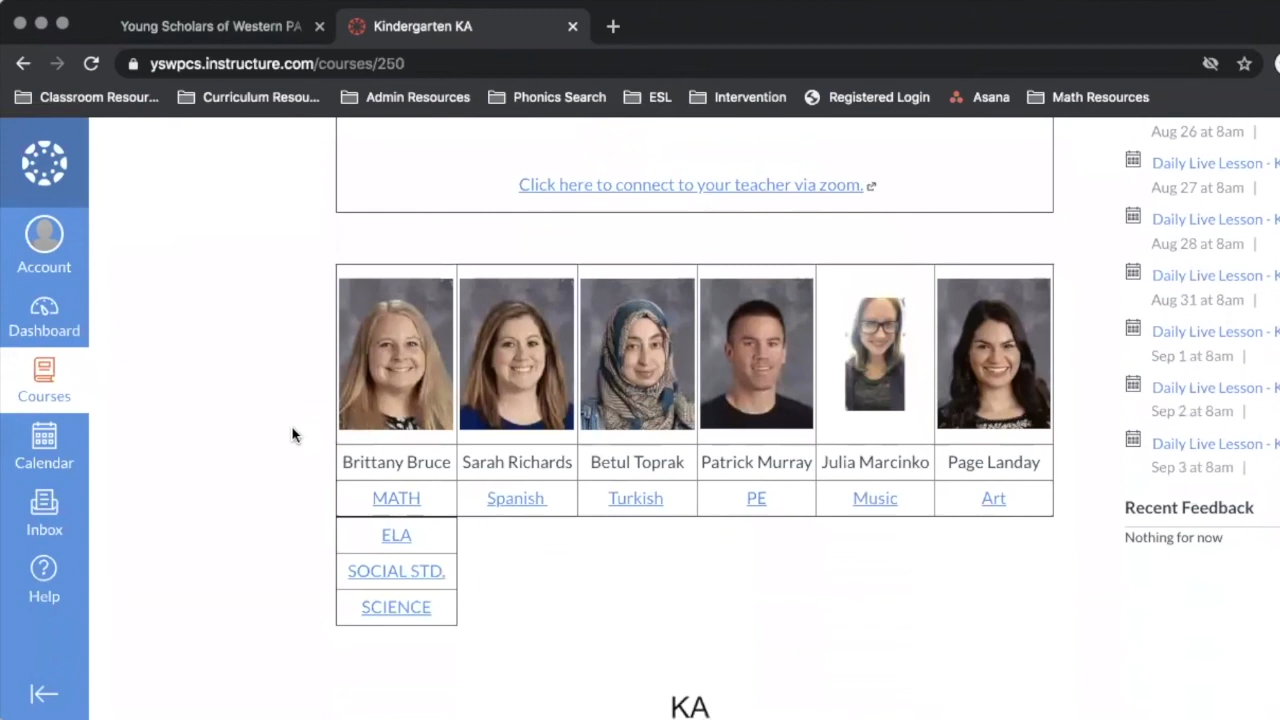 Young Scholars of Western PA
Kindergarten KA
yswpcs.instructure.com/courses/250
Classroom Resour...
Curriculum Resou...
Admin Resources
Phonics Search
ESL
Intervention
Registered Login
Asana
Math Resources
Account
Dashboard
Courses
Calendar
Inbox
Help
Click here to connect to your teacher via zoom.
Brittany Bruce
Sarah Richards
Betul Toprak
Patrick Murray
Julia Marcinko
Page Landay
MATH
Spanish
Turkish
PE
Music
Art
ELA
SOCIAL STD.
SCIENCE
KA
Aug 26 at 8am |
Daily Live Lesson - K
Aug 27 at 8am |
Daily Live Lesson - K
Aug 28 at 8am |
Daily Live Lesson - K
Aug 31 at 8am |
Daily Live Lesson - K
Sep 1 at 8am |
Daily Live Lesson - K
Sep 2 at 8am |
Daily Live Lesson - K
Sep 3 at 8am |
Recent Feedback
Nothing for now